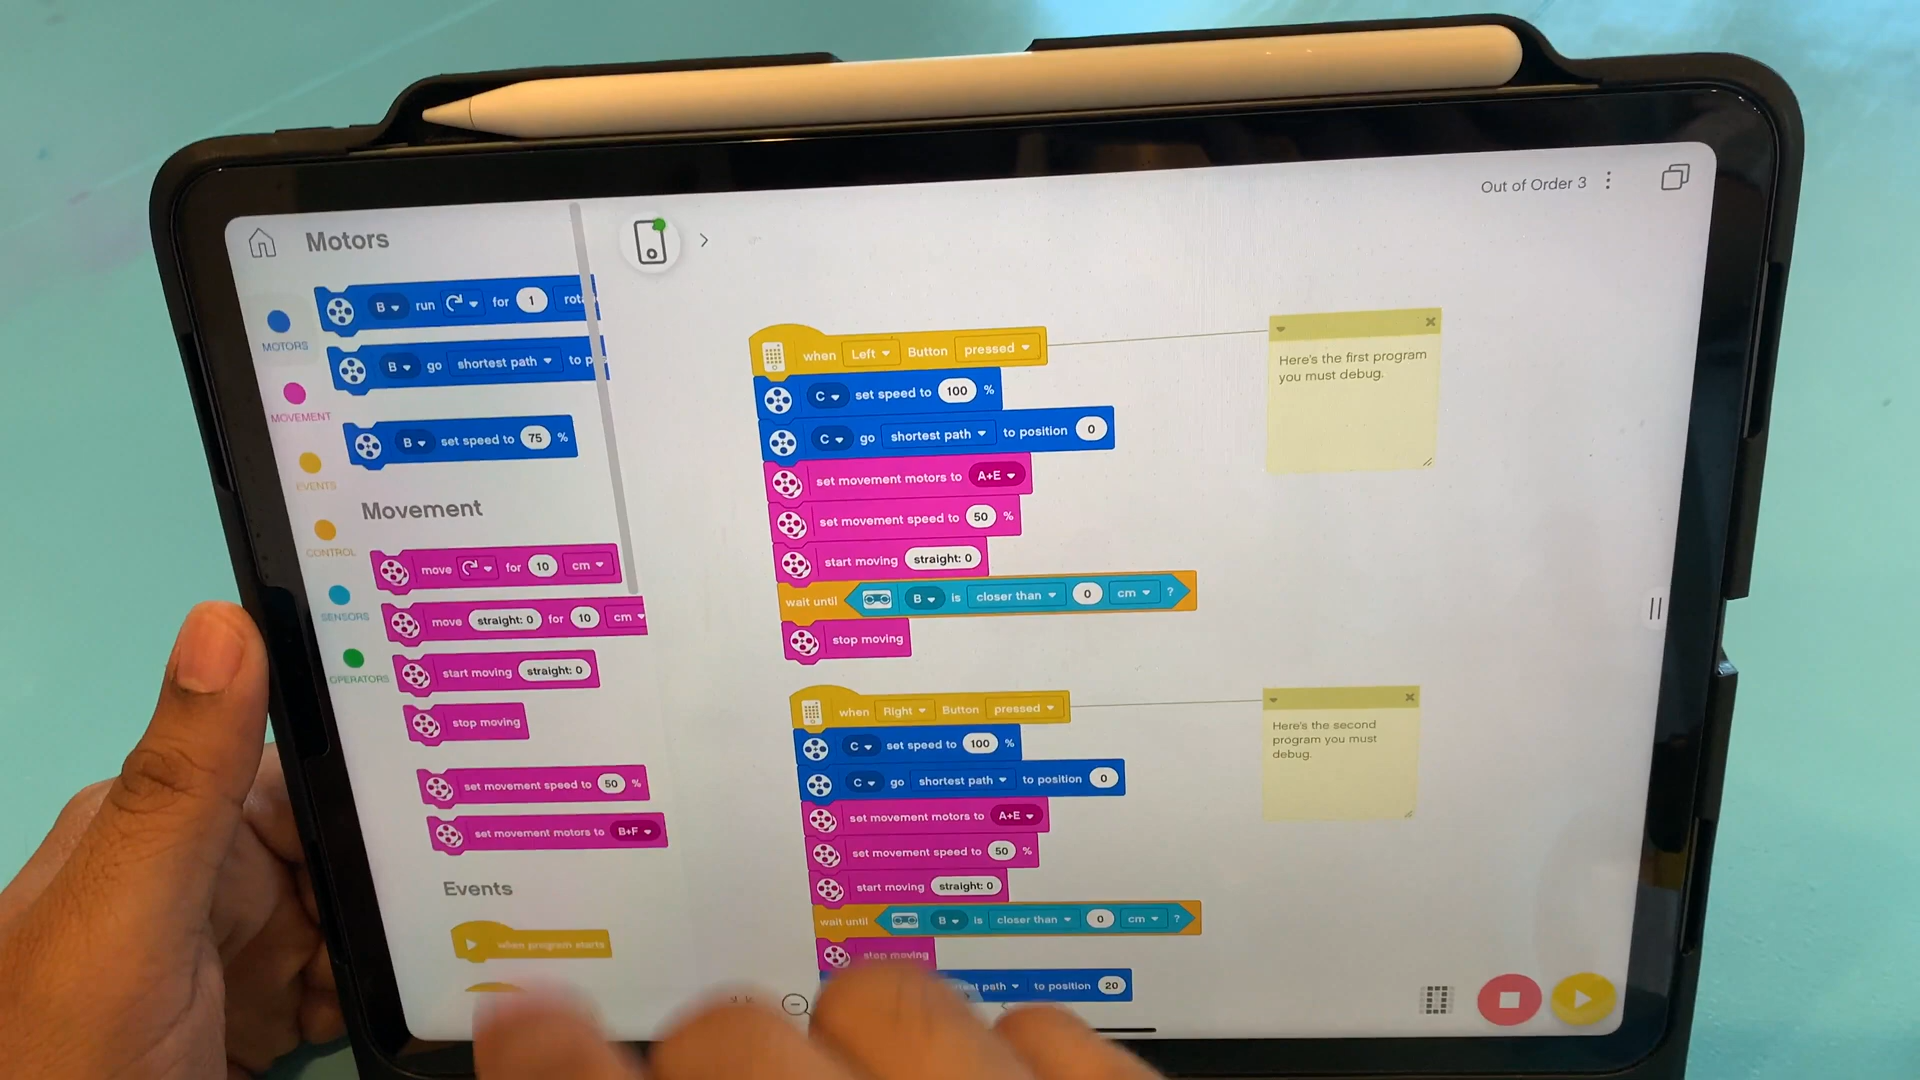 Out of Order 3
Motors
B run for 1
B go shortest path to
B set speed to 75 %
MOTORS
MOVEMENT
EVENTS
CONTROL
SENSORS
OPERATORS
Movement
move for 10 cm
move straight: 0 for 10 cm
start moving straight: 0
stop moving
set movement speed to 50 %
set movement motors to B+F
Events
when program starts
when Left Button pressed
C set speed to 100 %
C go shortest path to position 0
set movement motors to A+E
set movement speed to 50 %
start moving straight: 0
wait until B is closer than 0 cm ?
stop moving
Here's the first program
you must debug.
when Right Button pressed
C set speed to 100 %
C go shortest path to position 0
set movement motors to A+E
set movement speed to 50 %
start moving straight: 0
wait until B is closer than 0 cm ?
stop moving
path to position 20
Here's the second
program you must
debug.